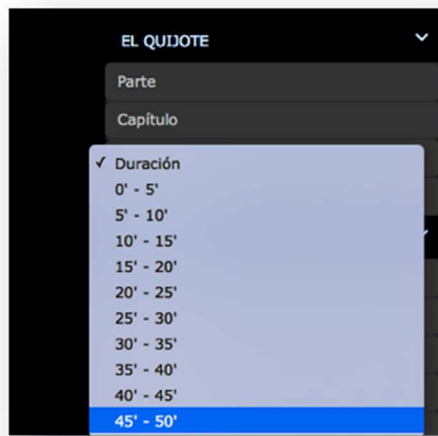 EL QUIJOTE
Parte
Capítulo
✓ Duración
0' - 5'
5' - 10'
10' - 15'
15' - 20'
20' - 25'
25' - 30'
30' - 35'
35' - 40'
40' - 45'
45' - 50'